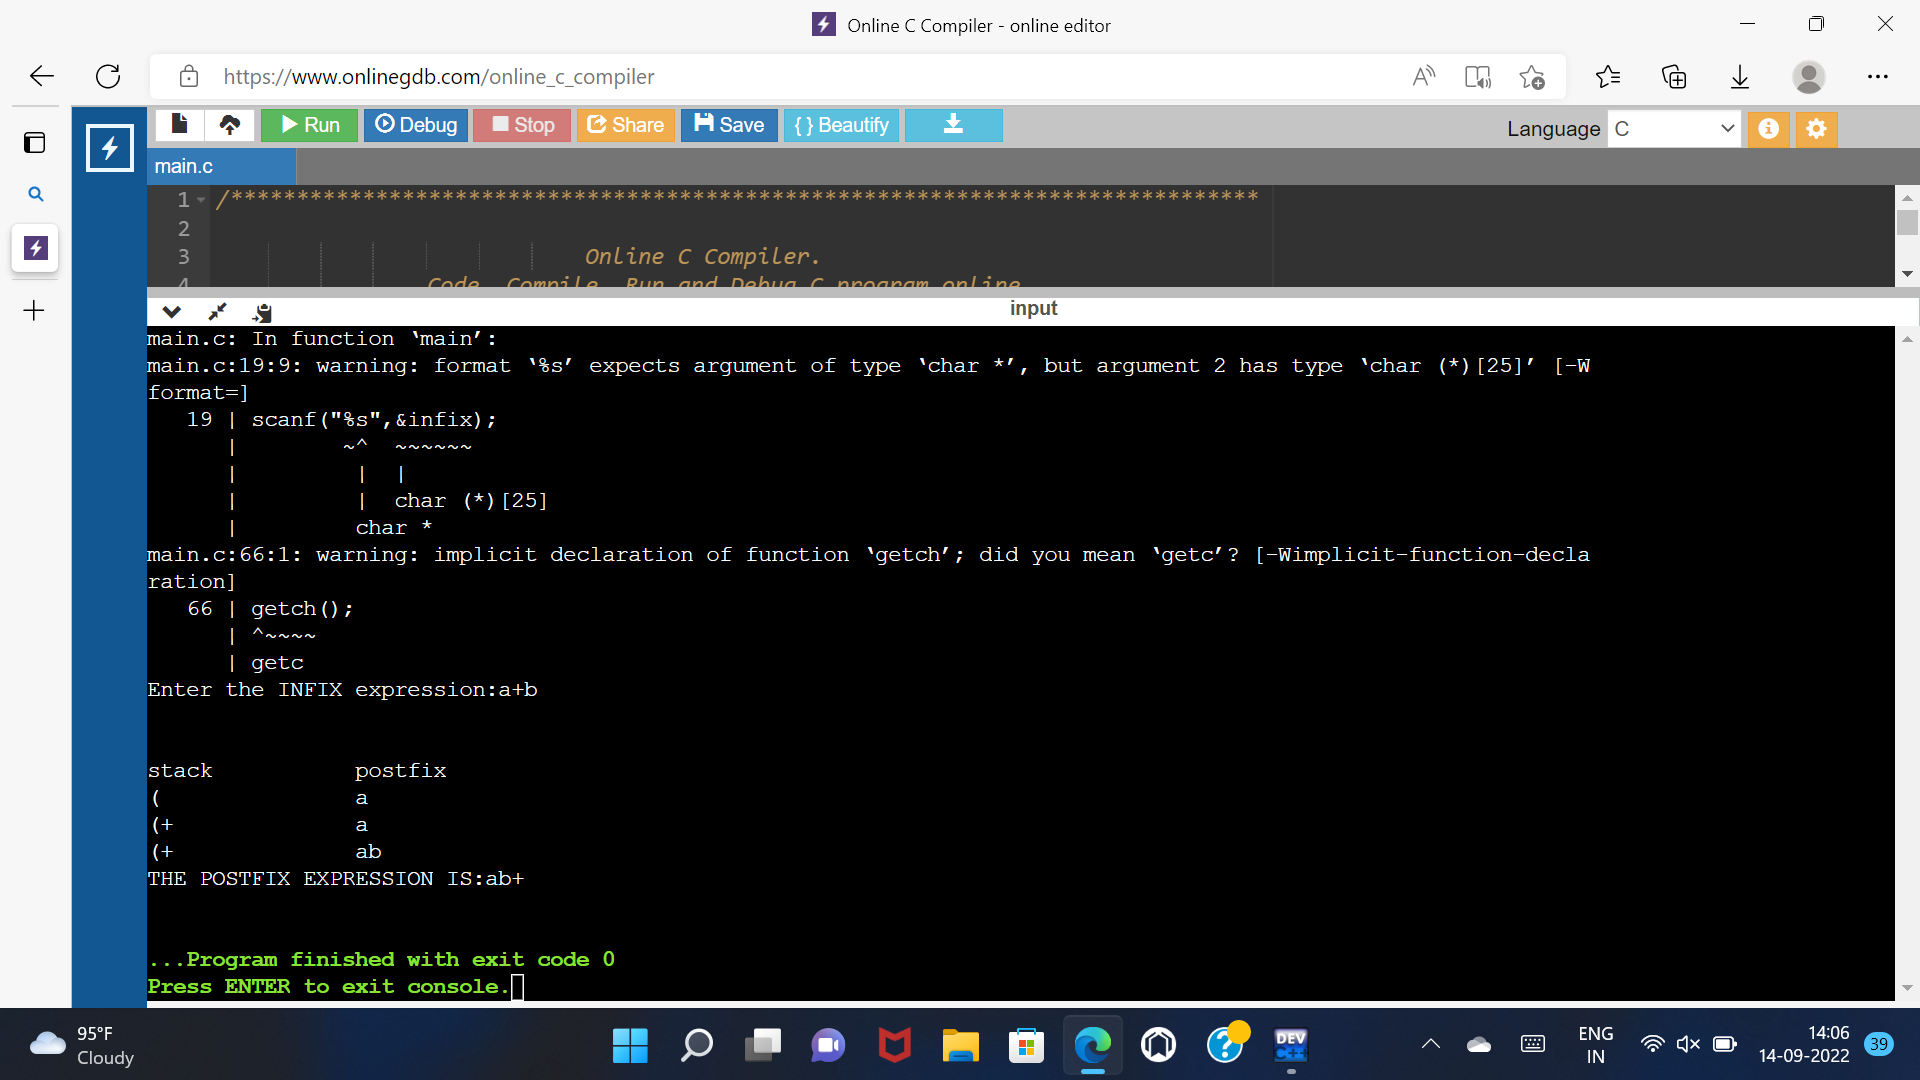 Online C Compiler - online editor
https://www.onlinegdb.com/online_c_compiler
Run Debug Stop Share Save { } Beautify
Language C
main.c
1 /******************************************************************************
2
3 Online C Compiler.
4 Code, Compile, Run and Debug C program online.
input
main.c: In function ‘main’:
main.c:19:9: warning: format ‘%s’ expects argument of type ‘char *’, but argument 2 has type ‘char (*)[25]’ [-W
format=]
19 | scanf("%s",&infix);
| ~^ ~~~~~~
| | |
| | char (*)[25]
| char *
main.c:66:1: warning: implicit declaration of function ‘getch’; did you mean ‘getc’? [-Wimplicit-function-decla
ration]
66 | getch();
| ^~~~~
| getc
Enter the INFIX expression:a+b
stack postfix
( a
(+ a
(+ ab
THE POSTFIX EXPRESSION IS:ab+
...Program finished with exit code 0
Press ENTER to exit console.
95°F
Cloudy
DEV
C++
ENG
IN
14:06
14-09-2022
39